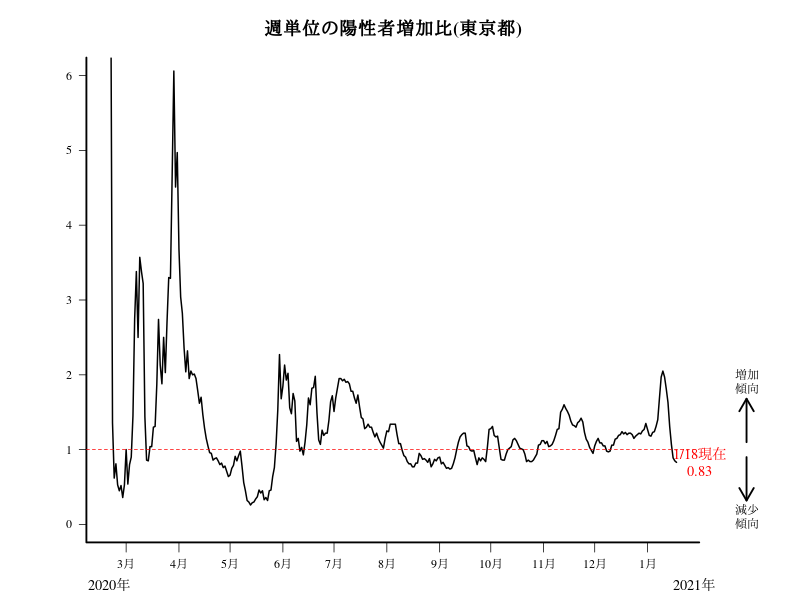 週単位の陽性者増加比(東京都)
6
5
4
3
2
1
0
増加
傾向
1/18現在
0.83
減少
傾向
3月
4月
5月
6月
7月
8月
9月
10月
11月
12月
1月
2020年
2021年